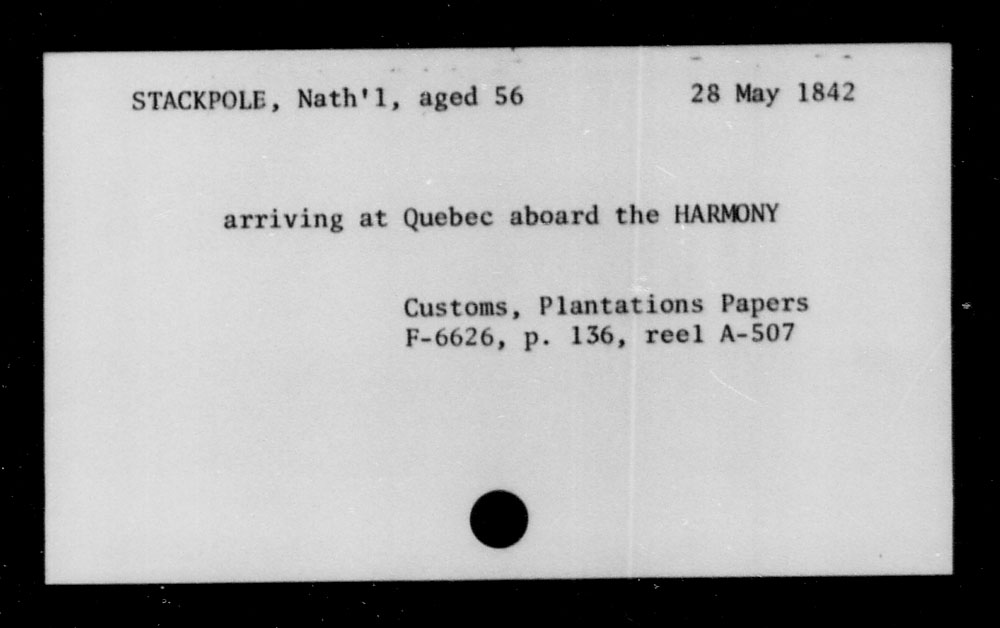 STACKPOLE, Nath'l, aged 56 28 May 1842
arriving at Quebec aboard the HARMONY
Customs, Plantations Papers
F-6626, p. 136, reel A-507